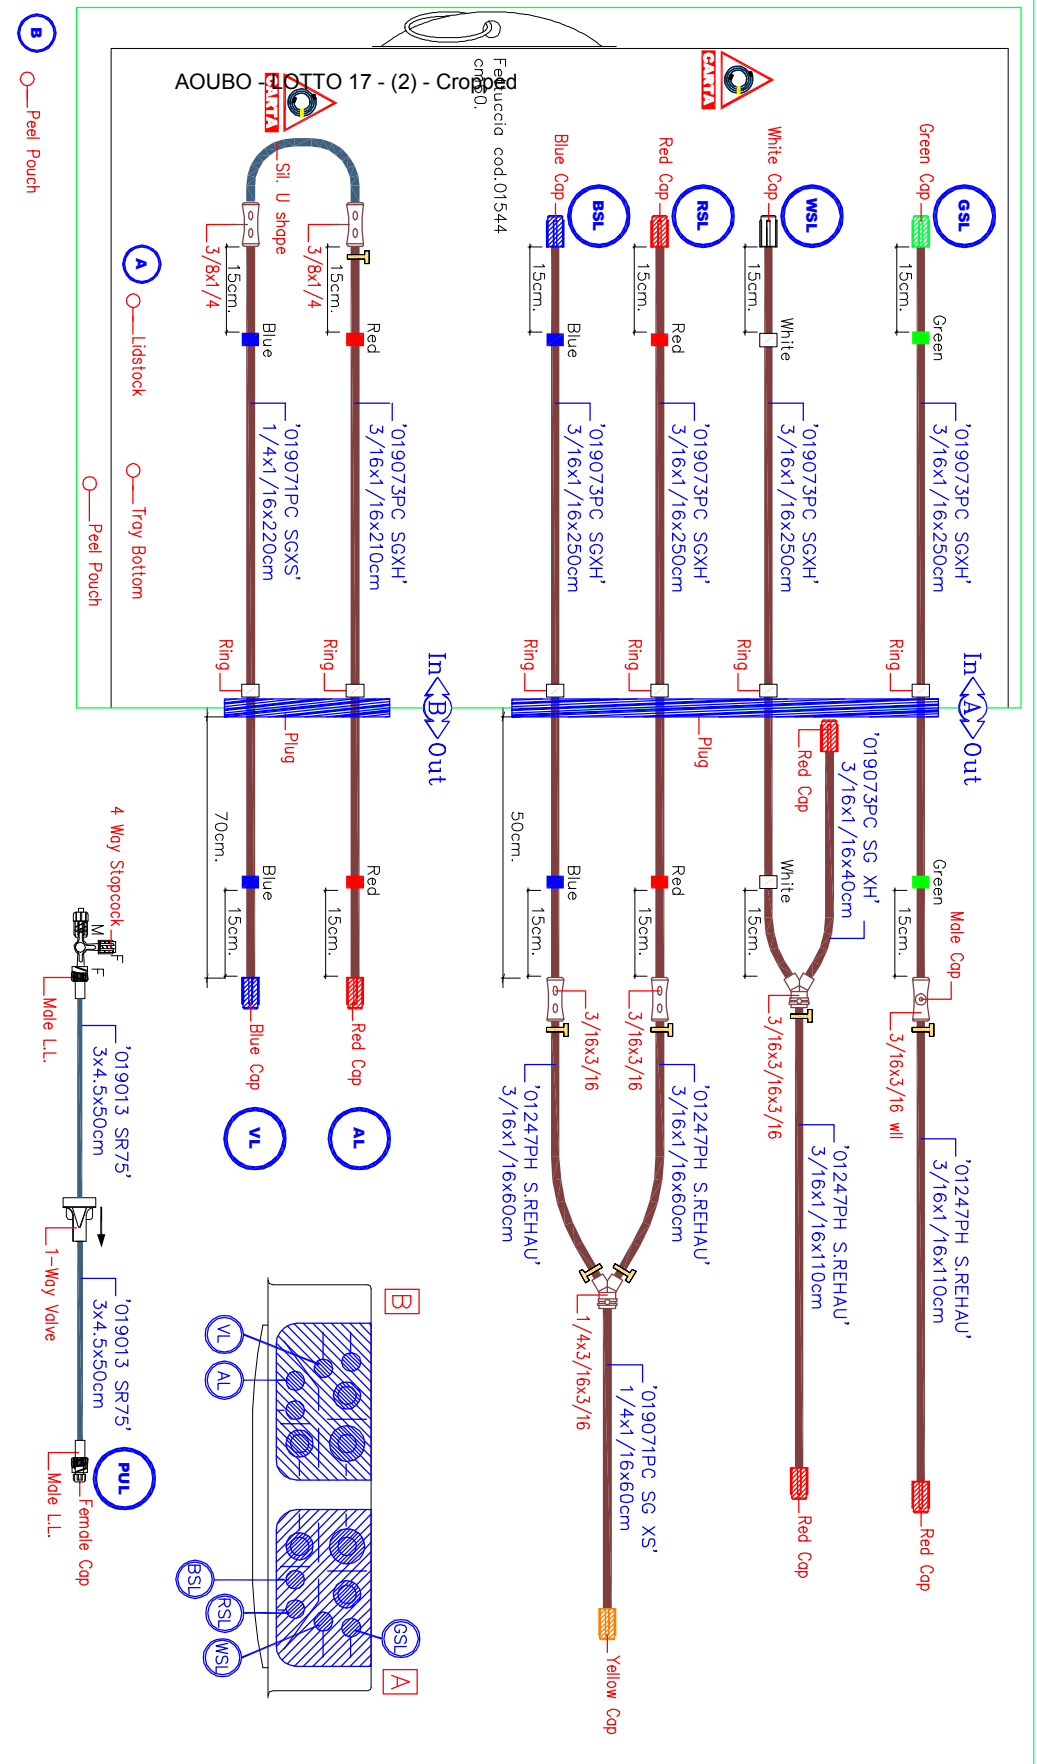 AOUBO - LOTTO 17 - (2) - Cropped
B
Peel Pouch
A
Lidstock
Tray Bottom
Peel Pouch
CARTA
CARTA
Fettuccia cod.01544
cm.60.
GSL
Green Cap
15cm.
Green
'019073PC SGXH'
3/16x1/16x250cm
Ring
In
A
Out
Green
15cm.
Male Cap
3/16x3/16 wll
'01247PH S.REHAU'
3/16x1/16x110cm
Red Cap
WSL
White Cap
15cm.
White
'019073PC SGXH'
3/16x1/16x250cm
Ring
Red Cap
'019073PC SG XH'
3/16x1/16x40cm
White
15cm.
3/16x3/16x3/16
'01247PH S.REHAU'
3/16x1/16x110cm
Red Cap
RSL
Red Cap
15cm.
Red
'019073PC SGXH'
3/16x1/16x250cm
Ring
Plug
Red
15cm.
3/16x3/16
'01247PH S.REHAU'
3/16x1/16x60cm
BSL
Blue Cap
15cm.
Blue
'019073PC SGXH'
3/16x1/16x250cm
Ring
50cm.
Blue
15cm.
3/16x3/16
'01247PH S.REHAU'
3/16x1/16x60cm
1/4x3/16x3/16
'019071PC SG XS'
1/4x1/16x60cm
Yellow Cap
Sil. U shape
3/8x1/4
15cm.
Red
'019073PC SGXH'
3/16x1/16x210cm
Ring
In
B
Out
Red
15cm.
Red Cap
AL
3/8x1/4
15cm.
Blue
'019071PC SGXS'
1/4x1/16x220cm
Ring
Plug
70cm.
Blue
15cm.
Blue Cap
VL
4 Way Stopcock
M
F
F
Male L.L.
'019013 SR75'
3x4.5x50cm
1-Way Valve
'019013 SR75'
3x4.5x50cm
Male L.L.
Female Cap
PUL
B
VL
AL
BSL
RSL
WSL
GSL
A